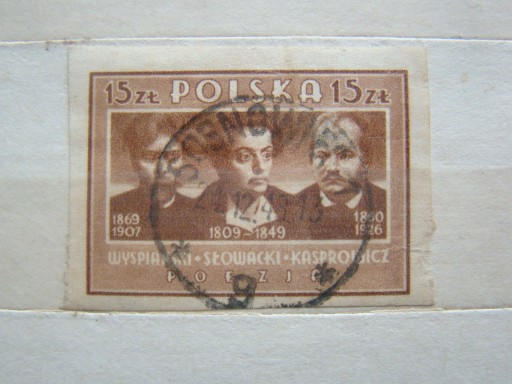 15 ZŁ POLSKA 15 ZŁ
1869 1907
1809-1849
1860 1926
WYSPIAŃSKI · SŁOWACKI · KASPROWICZ
POEZJA